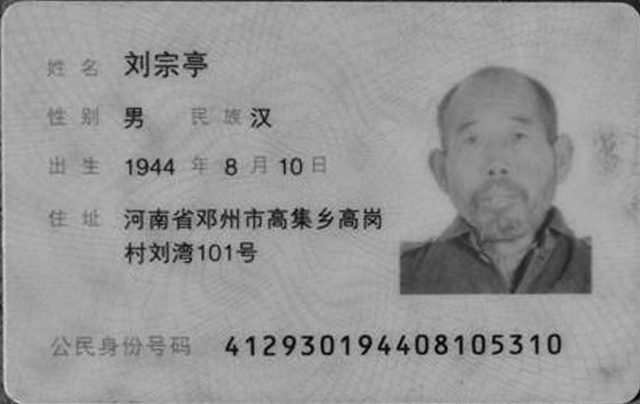 姓名 刘宗亭
性别 男 民族 汉
出生 1944 年 8 月 10 日
住址 河南省邓州市高集乡高岗
村刘湾101号
公民身份号码 412930194408105310